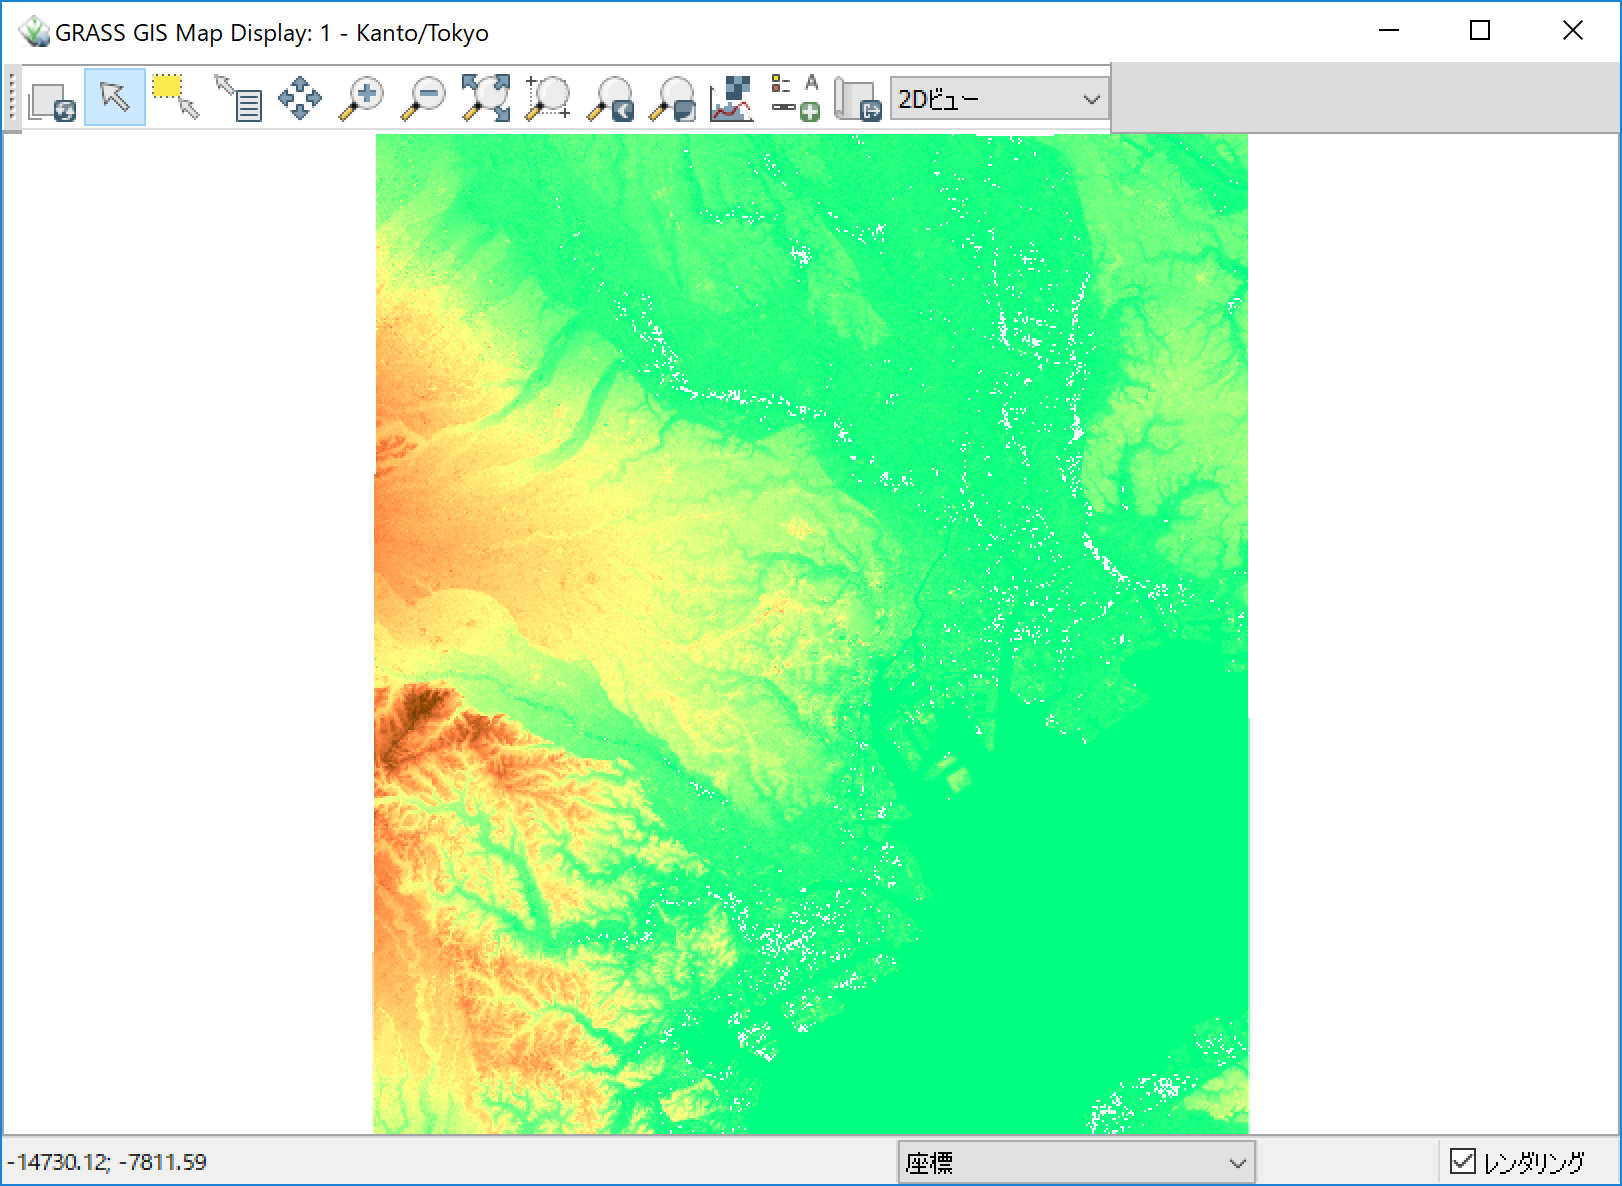 GRASS GIS Map Display: 1 - Kanto/Tokyo
A
2Dビュー
-14730.12; -7811.59
座標
レンダリング